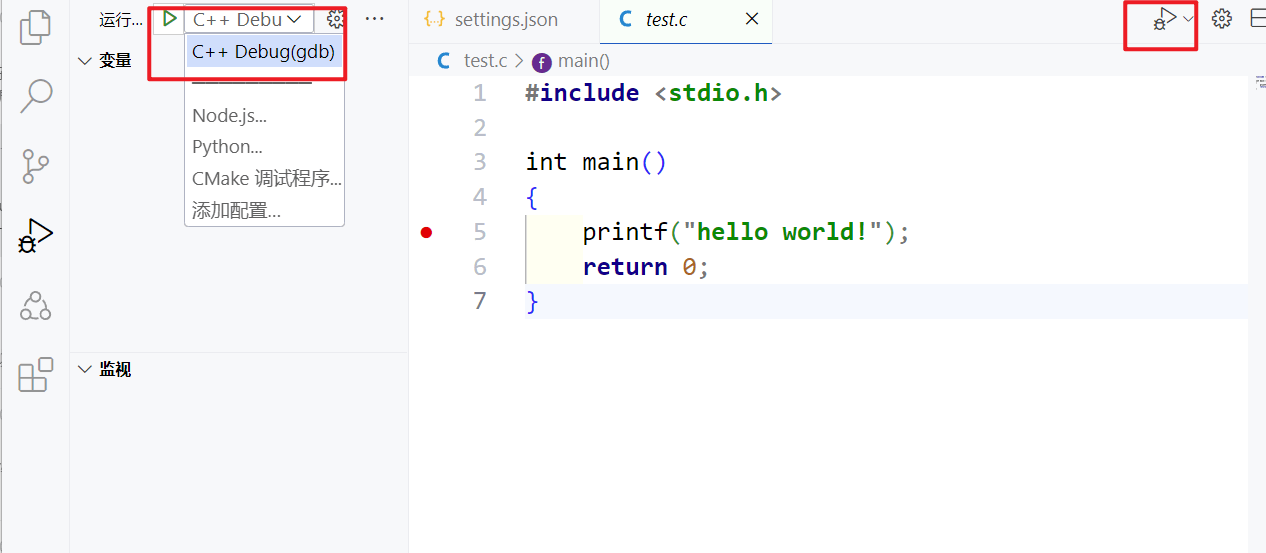 运行...
C++ Debu
C++ Debug(gdb)
变量
Node.js...
Python...
CMake 调试程序...
添加配置...
监视
{..} settings.json
C test.c
C test.c > f main()
1 #include <stdio.h>
2
3 int main()
4 {
5 printf("hello world!");
6 return 0;
7 }